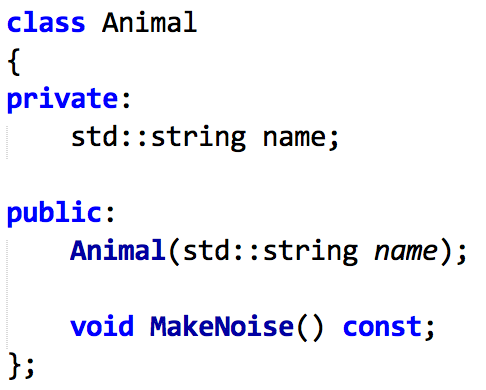 class Animal
{
private:
    std::string name;

public:
    Animal(std::string name);

    void MakeNoise() const;
};